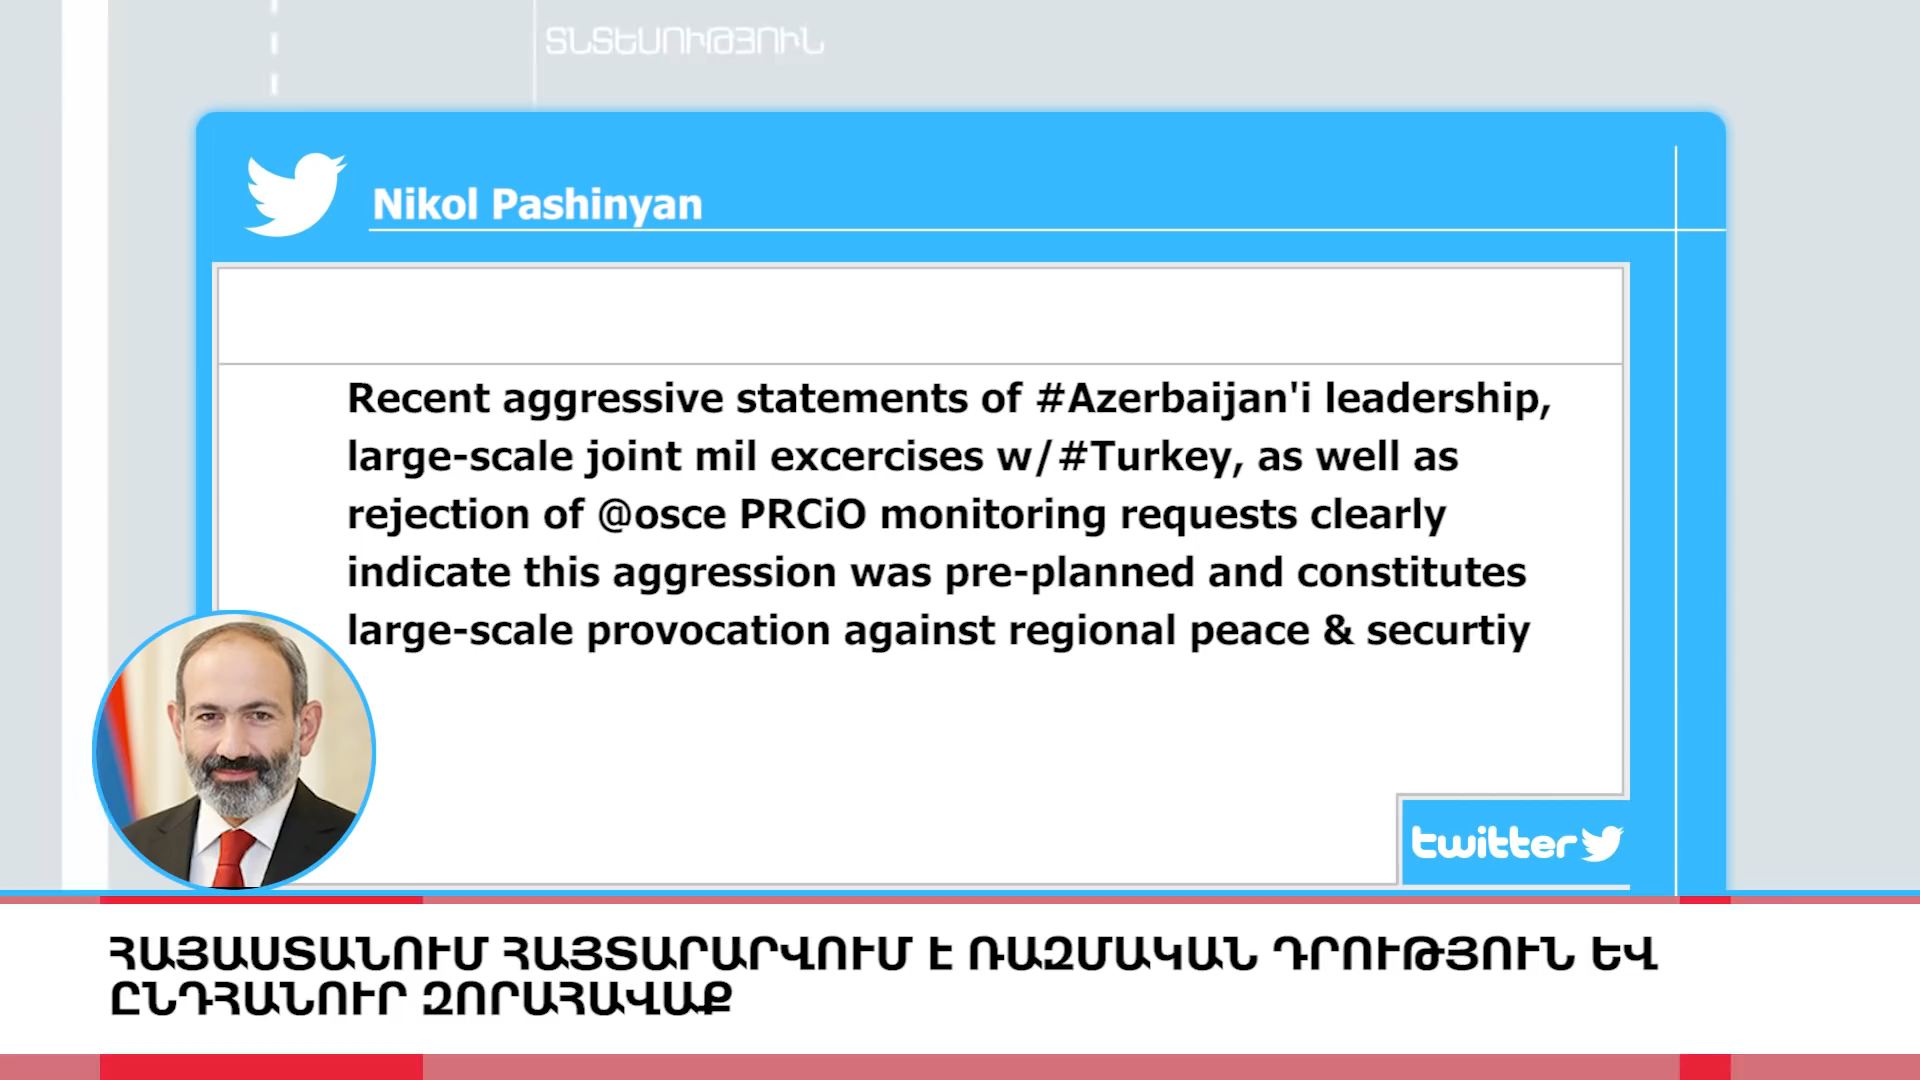 ՏՆՏԵՍՈՒԹՅՈՒՆ
Nikol Pashinyan
Recent aggressive statements of #Azerbaijan'i leadership,
large-scale joint mil excercises w/#Turkey, as well as
rejection of @osce PRCiO monitoring requests clearly
indicate this aggression was pre-planned and constitutes
large-scale provocation against regional peace & securtiy
twitter
ՀԱՅԱՍՏԱՆՈՒՄ ՀԱՅՏԱՐԱՐՎՈՒՄ Է ՌԱԶՄԱԿԱՆ ԴՐՈՒԹՅՈՒՆ ԵՎ
ԸՆԴՀԱՆՈՒՐ ԶՈՐԱՀԱՎԱՔ